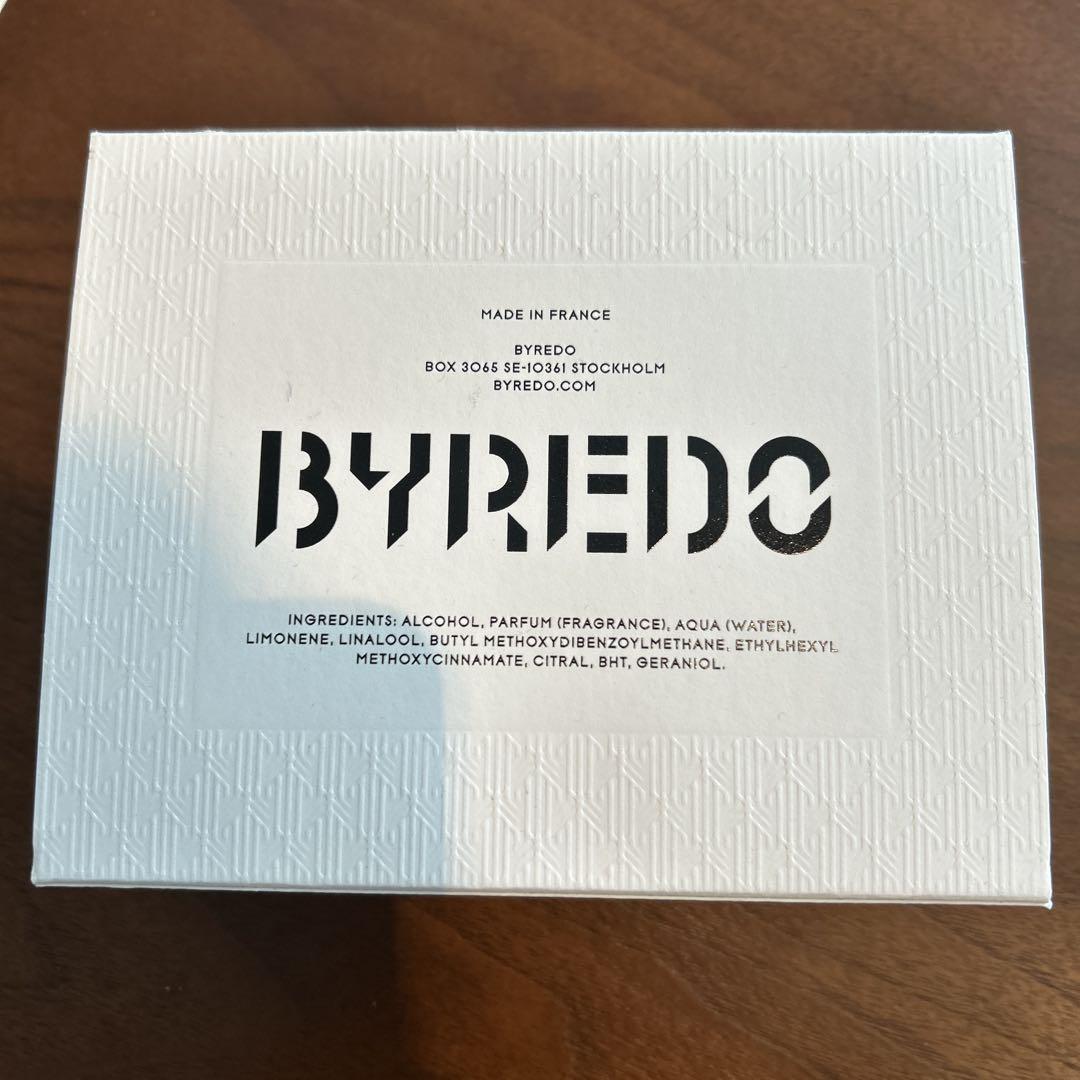 MADE IN FRANCE
BYREDO
BOX 3065 SE-10361 STOCKHOLM
BYREDO.COM
BYREDO
INGREDIENTS: ALCOHOL, PARFUM (FRAGRANCE), AQUA (WATER),
LIMONENE, LINALOOL, BUTYL METHOXYDIBENZOYLMETHANE, ETHYLHEXYL
METHOXYCINNAMATE, CITRAL, BHT, GERANIOL.